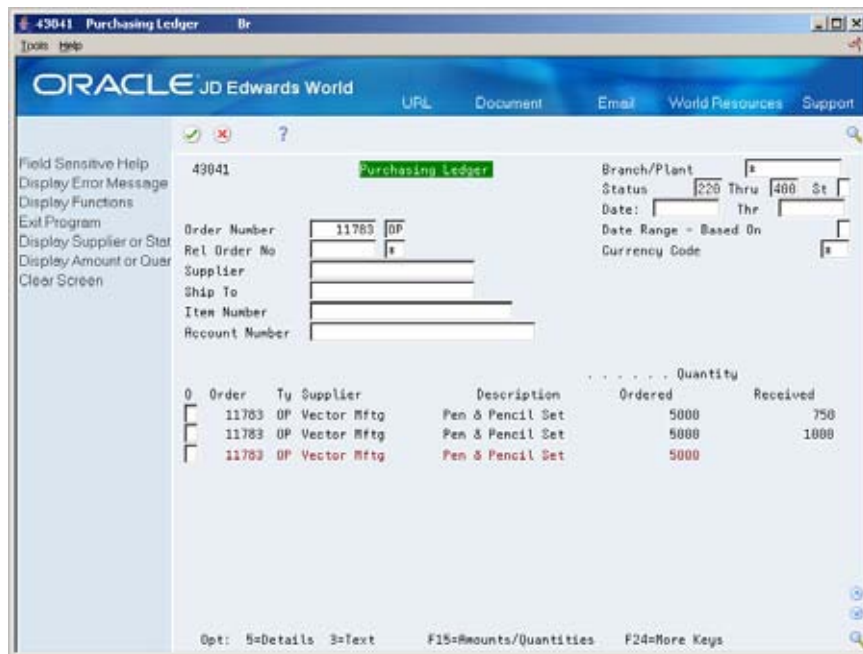 43041 Purchasing Ledger Br
Tools Help
ORACLE JD Edwards World
URL Document Email World Resources Support
?
Field Sensitive Help
Display Error Message
Display Functions
Exit Program
Display Supplier or Stat
Display Amount or Quan
Clear Screen
43041 Purchasing Ledger Branch/Plant *
Status 220 Thru 400 St
Date: Thr
Order Number 11783 OP Date Range - Based On
Rel Order No * Currency Code *
Supplier
Ship To
Item Number
Account Number
. . . . . . Quantity
O Order Ty Supplier Description Ordered Received
11783 OP Vector Mftg Pen & Pencil Set 5000 750
11783 OP Vector Mftg Pen & Pencil Set 5000 1000
11783 OP Vector Mftg Pen & Pencil Set 5000
Opt: 5=Details 3=Text F15=Amounts/Quantities F24=More Keys